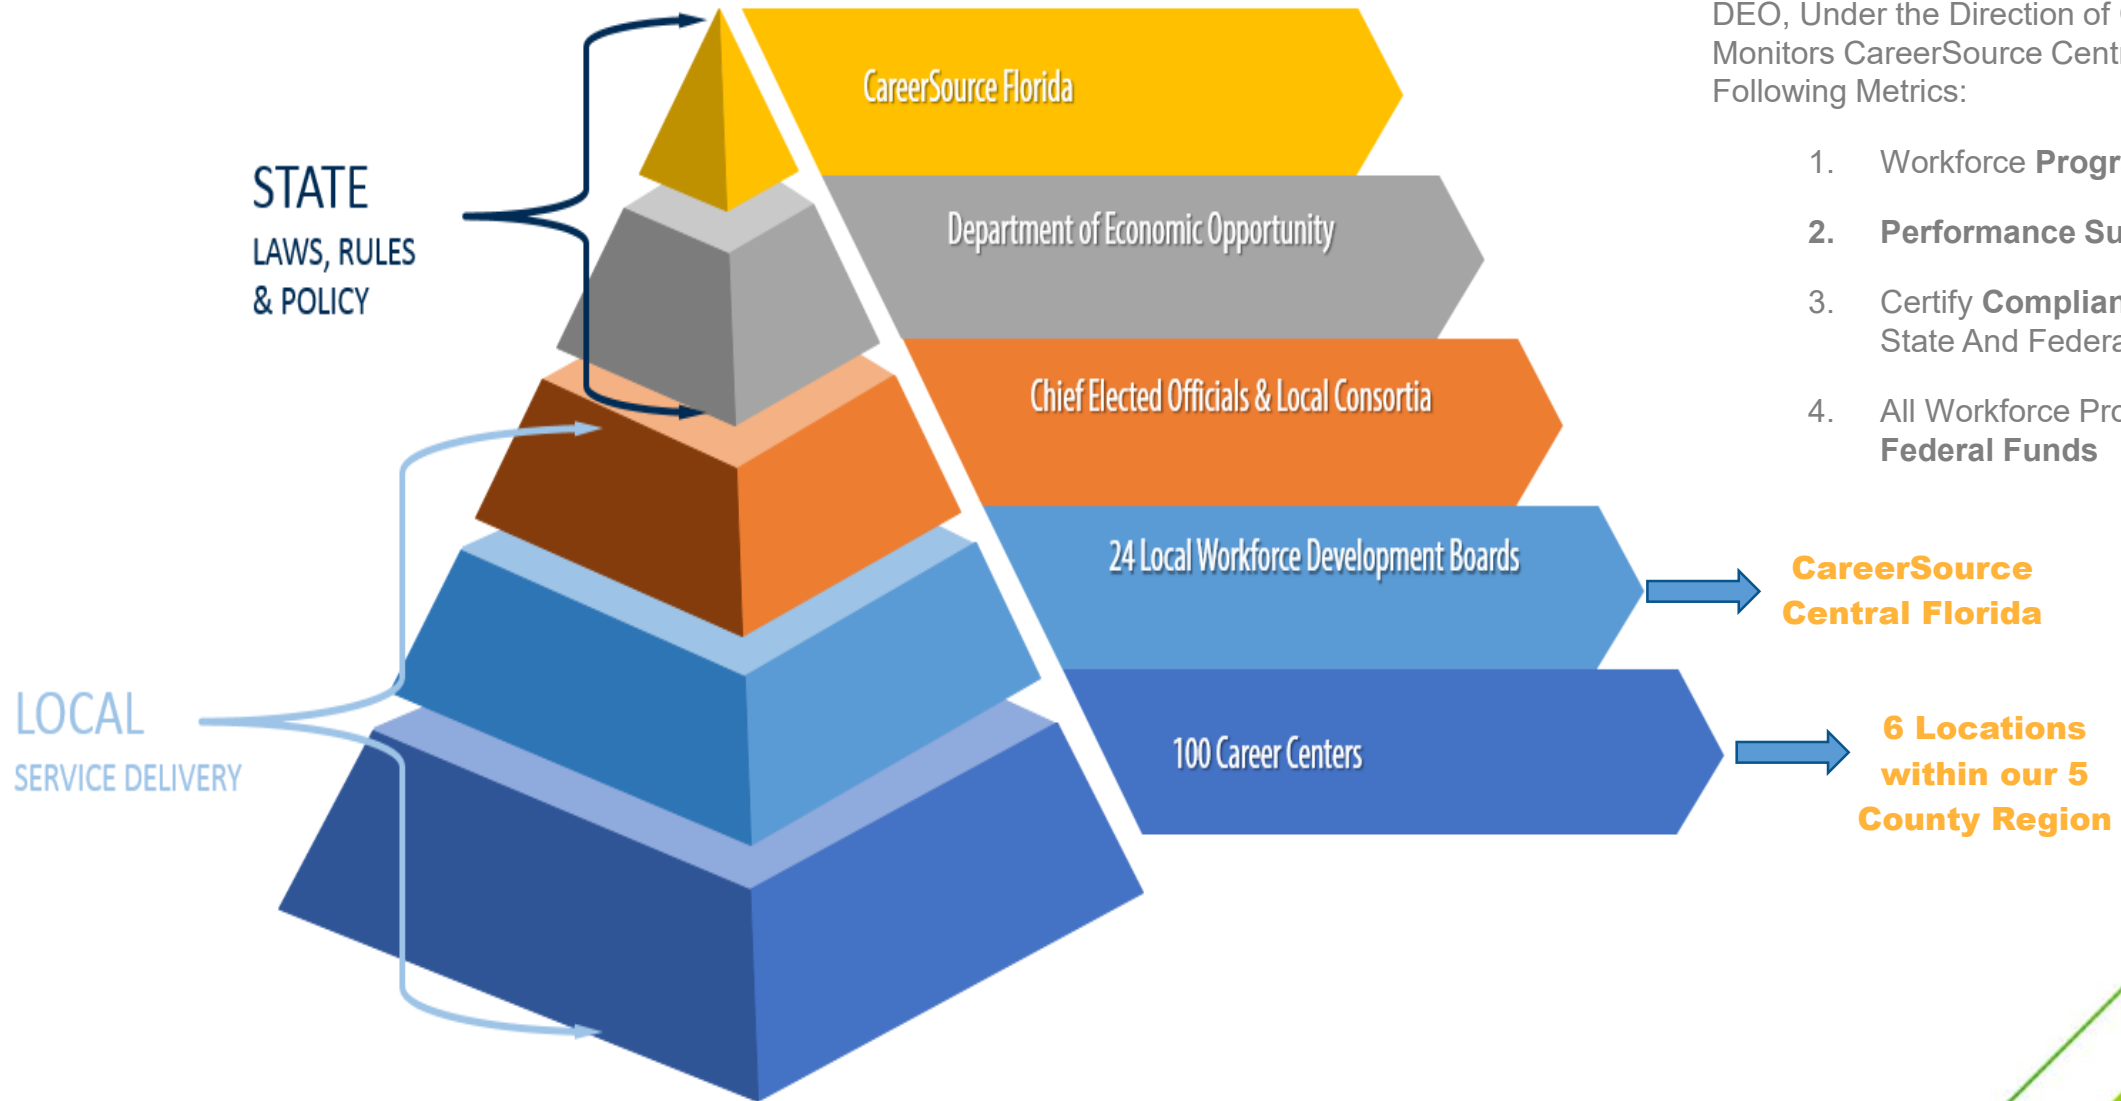 CareerSource Florida
Department of Economic Opportunity
Chief Elected Officials & Local Consortia
24 Local Workforce Development Boards
100 Career Centers
STATE
LAWS, RULES
& POLICY
LOCAL
SERVICE DELIVERY
DEO, Under the Direction of
Monitors CareerSource
Following Metrics:
1. Workforce
2. Performance
3. Certify
State And
4. All Workforce
Federal Funds
CareerSource
Central Florida
6 Locations
within our 5
County Region